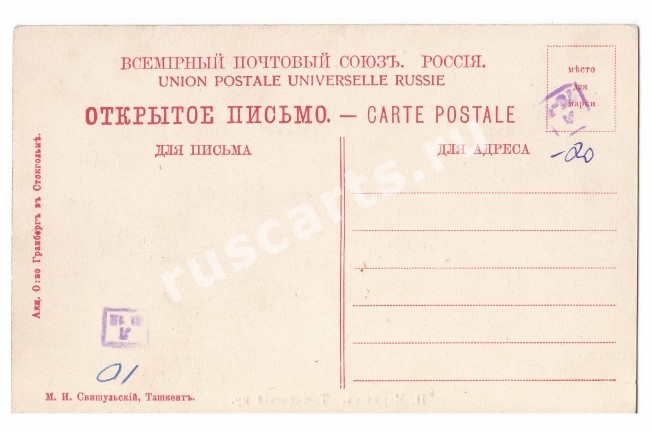 ВСЕМІРНЫЙ ПОЧТОВЫЙ СОЮЗЪ. РОССІЯ.
UNION POSTALE UNIVERSELLE RUSSIE
ОТКРЫТОЕ ПИСЬМО. — CARTE POSTALE
мѣсто
для
марки
ДЛЯ ПИСЬМА
ДЛЯ АДРЕСА
-20
Акц. О:во Гранбергъ въ Стокгольмѣ.
ruscarts.ru
01
М. И. Свишульскій, Ташкентъ.